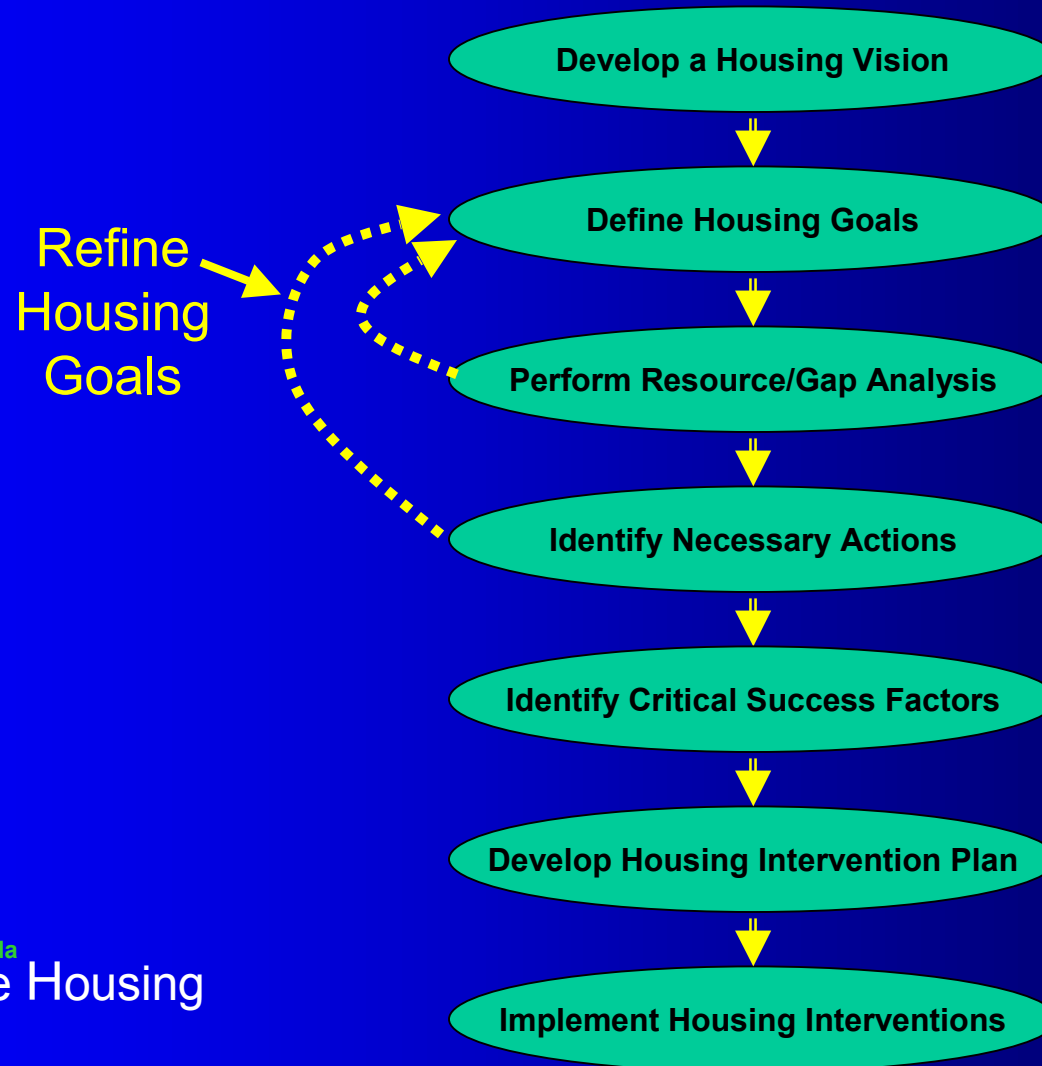 Develop a Housing Vision
Define Housing Goals
Refine
Housing
Goals
Perform Resource/Gap Analysis
Identify Necessary Actions
Identify Critical Success Factors
Develop Housing Intervention Plan
Housing
Implement Housing Interventions